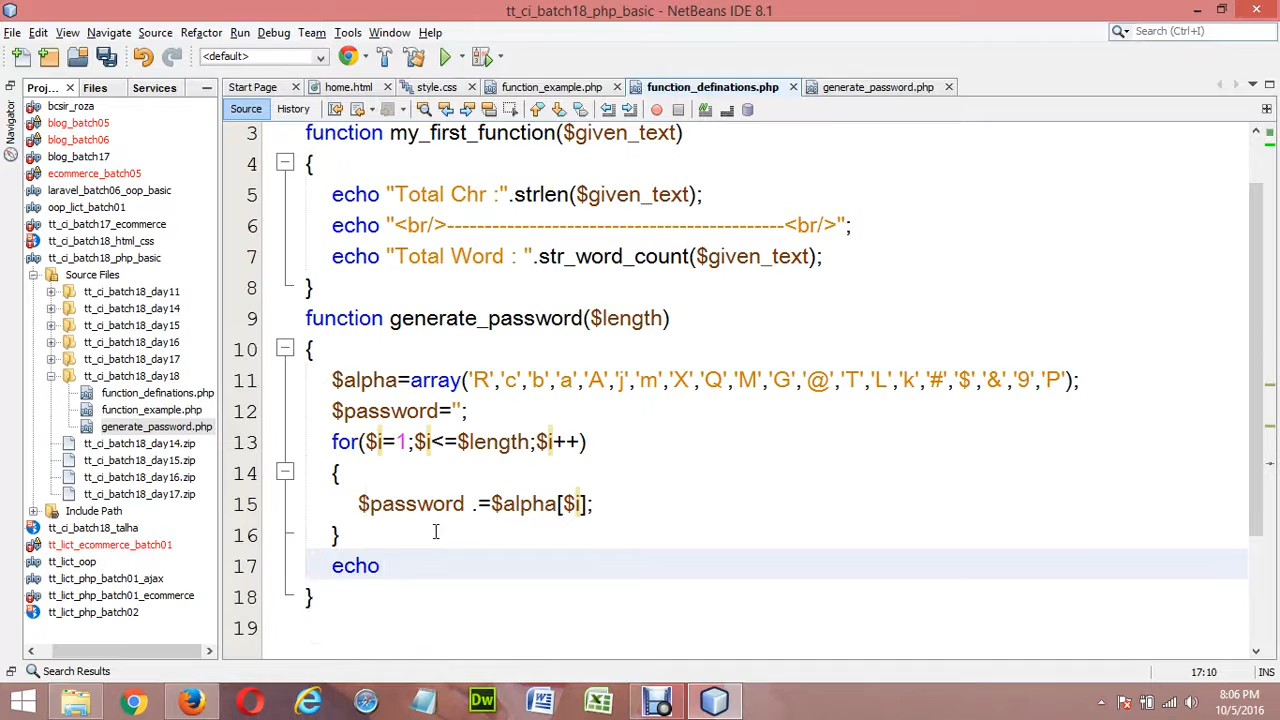 tt_ci_batch18_php_basic - NetBeans IDE 8.1
File Edit View Navigate Source Refactor Run Debug Team Tools Window Help
Search (Ctrl+I)
<default>
Proj... Files Services
Start Page home.html style.css function_example.php function_definations.php generate_password.php
Source History
Navigator
bcsir_roza
blog_batch05
blog_batch06
blog_batch17
ecommerce_batch05
laravel_batch06_oop_basic
oop_lict_batch01
tt_ci_batch17_ecommerce
tt_ci_batch18_html_css
tt_ci_batch18_php_basic
Source Files
tt_ci_batch18_day11
tt_ci_batch18_day14
tt_ci_batch18_day15
tt_ci_batch18_day16
tt_ci_batch18_day17
tt_ci_batch18_day18
function_definations.php
function_example.php
generate_password.php
tt_ci_batch18_day14.zip
tt_ci_batch18_day15.zip
tt_ci_batch18_day16.zip
tt_ci_batch18_day17.zip
Include Path
tt_ci_batch18_talha
tt_lict_ecommerce_batch01
tt_lict_oop
tt_lict_php_batch01_ajax
tt_lict_php_batch01_ecommerce
tt_lict_php_batch02
3 function my_first_function($given_text)
4 {
5 echo "Total Chr :".strlen($given_text);
6 echo "<br/>---------------------------------------------<br/>";
7 echo "Total Word : ".str_word_count($given_text);
8 }
9 function generate_password($length)
10 {
11 $alpha=array('R','c','b','a','A','j','m','X','Q','M','G','@','T','L','k','#','$','&','9','P');
12 $password='';
13 for($i=1;$i<=$length;$i++)
14 {
15 $password .=$alpha[$i];
16 }
17 echo
18 }
19
Search Results
17:10 INS
Dw
8:06 PM
10/5/2016